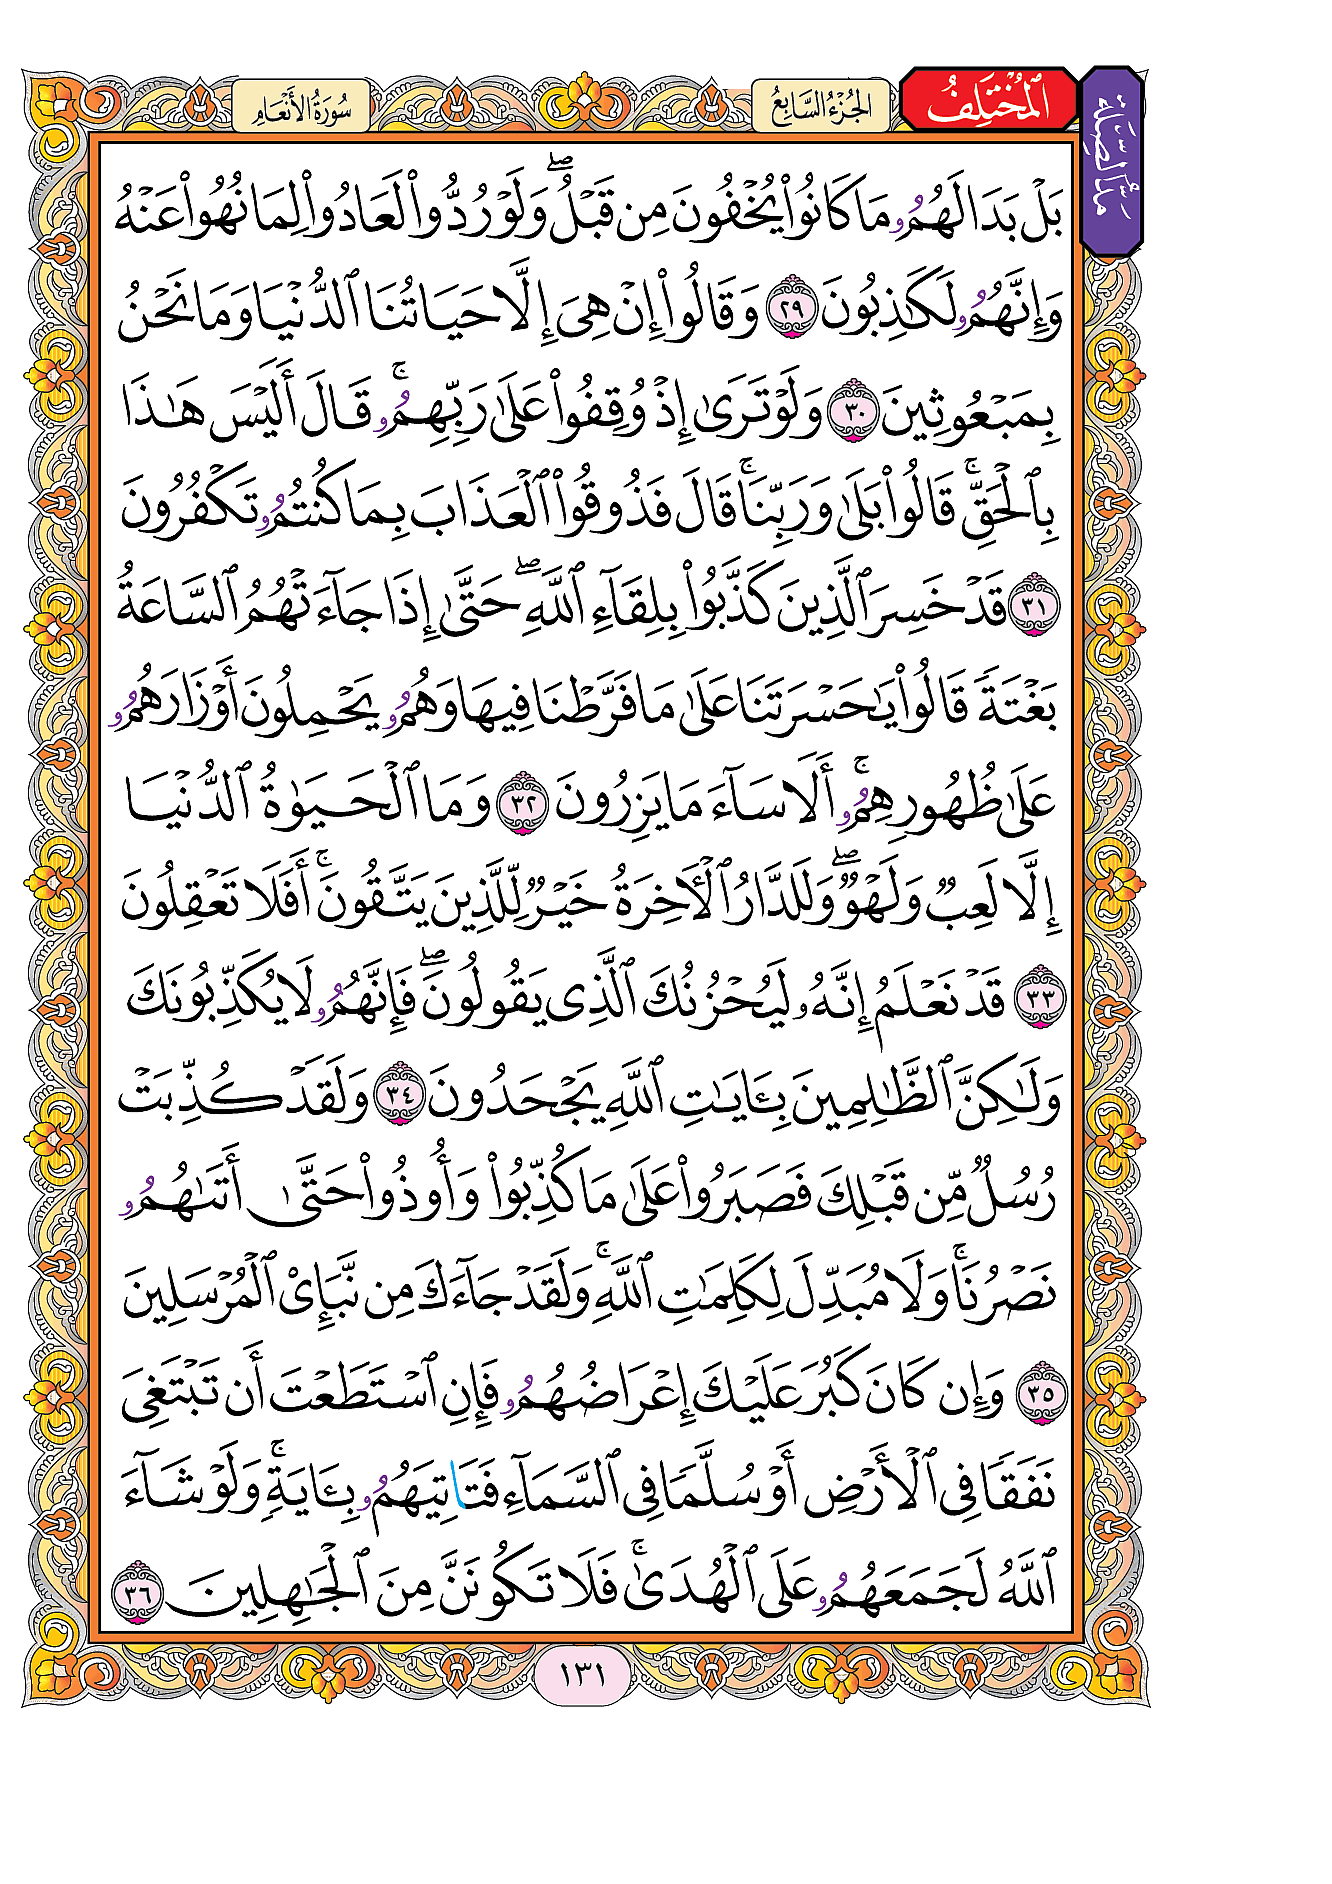 سُورَةُ الأَنْعَامِ
الجُزْءُ السَّابِعُ
ٱلْمُخْتَلِفُ
مَدُّ الصِّلَةِ
بَلْ بَدَا لَهُمُۥ مَا كَانُوا۟ يُخْفُونَ مِن قَبْلُ ۖ وَلَوْ رُدُّوا۟ لَعَادُوا۟ لِمَا نُهُوا۟ عَنْهُ
وَإِنَّهُمُۥ لَكَـٰذِبُونَ ٢٩ وَقَالُوا۟ إِنْ هِىَ إِلَّا حَيَاتُنَا ٱلدُّنْيَا وَمَا نَحْنُ
بِمَبْعُوثِينَ ٣٠ وَلَوْ تَرَىٰ إِذْ وُقِفُوا۟ عَلَىٰ رَبِّهِمُۥ ۚ قَالَ أَلَيْسَ هَـٰذَا
بِٱلْحَقِّ ۚ قَالُوا۟ بَلَىٰ وَرَبِّنَا ۚ قَالَ فَذُوقُوا۟ ٱلْعَذَابَ بِمَا كُنتُمُۥ تَكْفُرُونَ
٣١ قَدْ خَسِرَ ٱلَّذِينَ كَذَّبُوا۟ بِلِقَآءِ ٱللَّهِ ۖ حَتَّىٰ إِذَا جَآءَتْهُمُ ٱلسَّاعَةُ
بَغْتَةً قَالُوا۟ يَـٰحَسْرَتَنَا عَلَىٰ مَا فَرَّطْنَا فِيهَا وَهُمُۥ يَحْمِلُونَ أَوْزَارَهُمُۥ
عَلَىٰ ظُهُورِهِمُۥ ۚ أَلَا سَآءَ مَا يَزِرُونَ ٣٢ وَمَا ٱلْحَيَوٰةُ ٱلدُّنْيَا
إِلَّا لَعِبٌ وَلَهْوٌ ۖ وَلَلدَّارُ ٱلْـَٔاخِرَةُ خَيْرٌ لِّلَّذِينَ يَتَّقُونَ ۚ أَفَلَا تَعْقِلُونَ
٣٣ قَدْ نَعْلَمُ إِنَّهُۥ لَيُحْزِنُكَ ٱلَّذِى يَقُولُونَ ۖ فَإِنَّهُمُۥ لَا يُكَذِّبُونَكَ
وَلَـٰكِنَّ ٱلظَّـٰلِمِينَ بِـَٔايَـٰتِ ٱللَّهِ يَجْحَدُونَ ٣٤ وَلَقَدْ كُذِّبَتْ
رُسُلٌ مِّن قَبْلِكَ فَصَبَرُوا۟ عَلَىٰ مَا كُذِّبُوا۟ وَأُوذُوا۟ حَتَّىٰ أَتَىٰهُمُۥ
نَصْرُنَا ۚ وَلَا مُبَدِّلَ لِكَلِمَـٰتِ ٱللَّهِ ۚ وَلَقَدْ جَآءَكَ مِن نَّبَإِى۟ ٱلْمُرْسَلِينَ
٣٥ وَإِن كَانَ كَبُرَ عَلَيْكَ إِعْرَاضُهُمُۥ فَإِنِ ٱسْتَطَعْتَ أَن تَبْتَغِىَ
نَفَقًا فِى ٱلْأَرْضِ أَوْ سُلَّمًا فِى ٱلسَّمَآءِ فَتَاتِيَهُمُۥ بِـَٔايَةٍ ۚ وَلَوْ شَآءَ
ٱللَّهُ لَجَمَعَهُمُۥ عَلَى ٱلْهُدَىٰ ۚ فَلَا تَكُونَنَّ مِنَ ٱلْجَـٰهِلِينَ ٣٦
١٣١